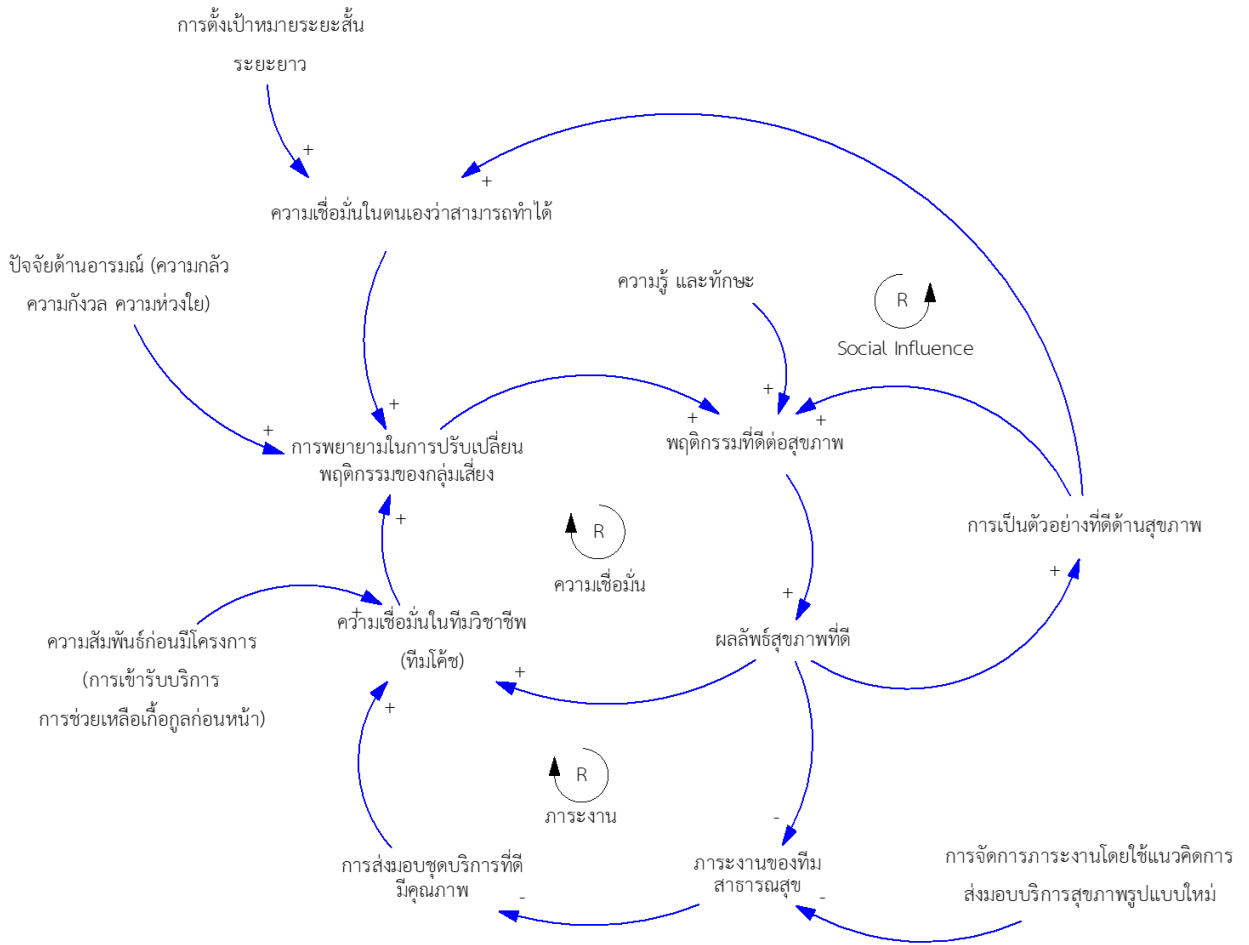 การตั้งเป้าหมายระยะสั้น
ระยะยาว
+
+
ความเชื่อมั่นในตนเองว่าสามารถทำได้
ปัจจัยด้านอารมณ์ (ความกลัว
ความกังวล ความห่วงใย)
ความรู้ และทักษะ
R
Social Influence
+
+
+
+
+
การพยายามในการปรับเปลี่ยน
พฤติกรรมของกลุ่มเสี่ยง
พฤติกรรมที่ดีต่อสุขภาพ
+
R
ความเชื่อมั่น
การเป็นตัวอย่างที่ดีด้านสุขภาพ
+
+
+
ความเชื่อมั่นในทีมวิชาชีพ
(ทีมโค้ช)
ผลลัพธ์สุขภาพที่ดี
ความสัมพันธ์ก่อนมีโครงการ
(การเข้ารับบริการ
การช่วยเหลือเกื้อกูลก่อนหน้า)
+
+
R
ภาระงาน
-
การส่งมอบชุดบริการที่ดี
มีคุณภาพ
-
ภาระงานของทีม
สาธารณสุข
-
การจัดการภาระงานโดยใช้แนวคิดการ
ส่งมอบบริการสุขภาพรูปแบบใหม่